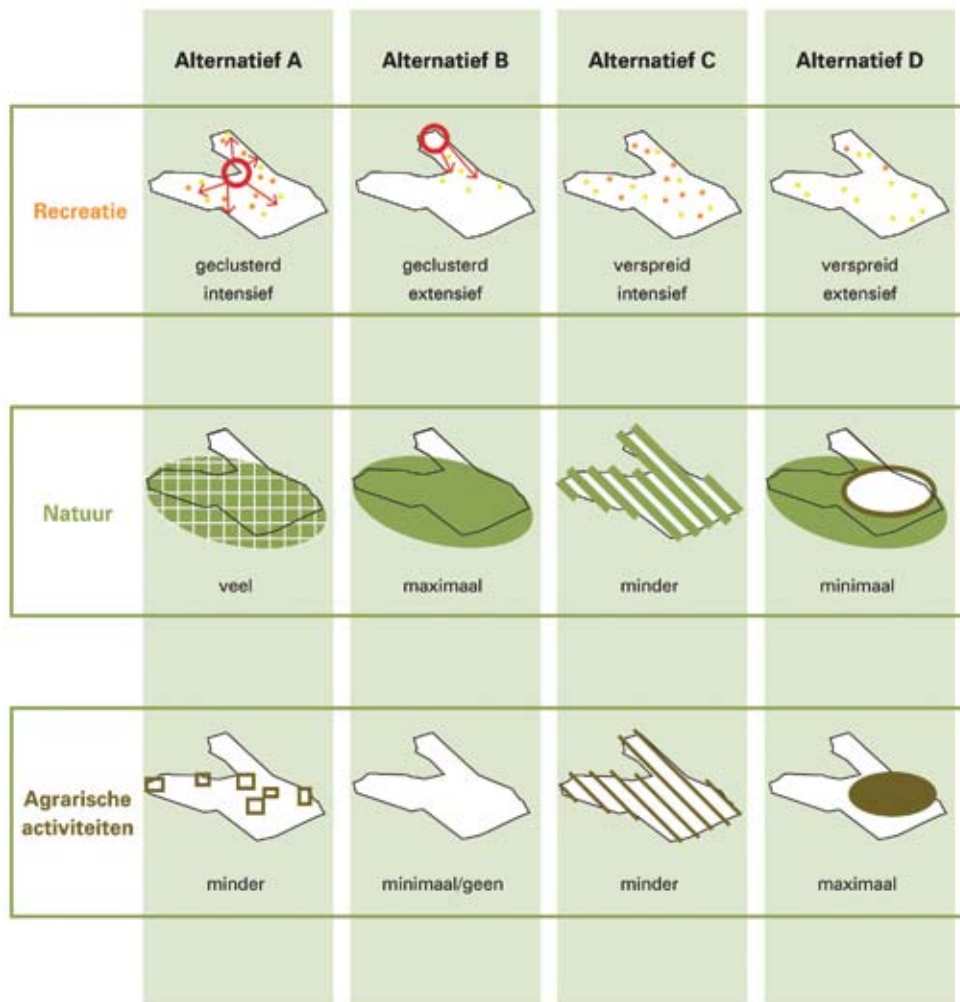 Alternatief A
Alternatief B
Alternatief C
Alternatief D
Recreatie
geclusterd
intensief
geclusterd
extensief
verspreid
intensief
verspreid
extensief
Natuur
veel
maximaal
minder
minimaal
Agrarische
activiteiten
minder
minimaal/geen
minder
maximaal